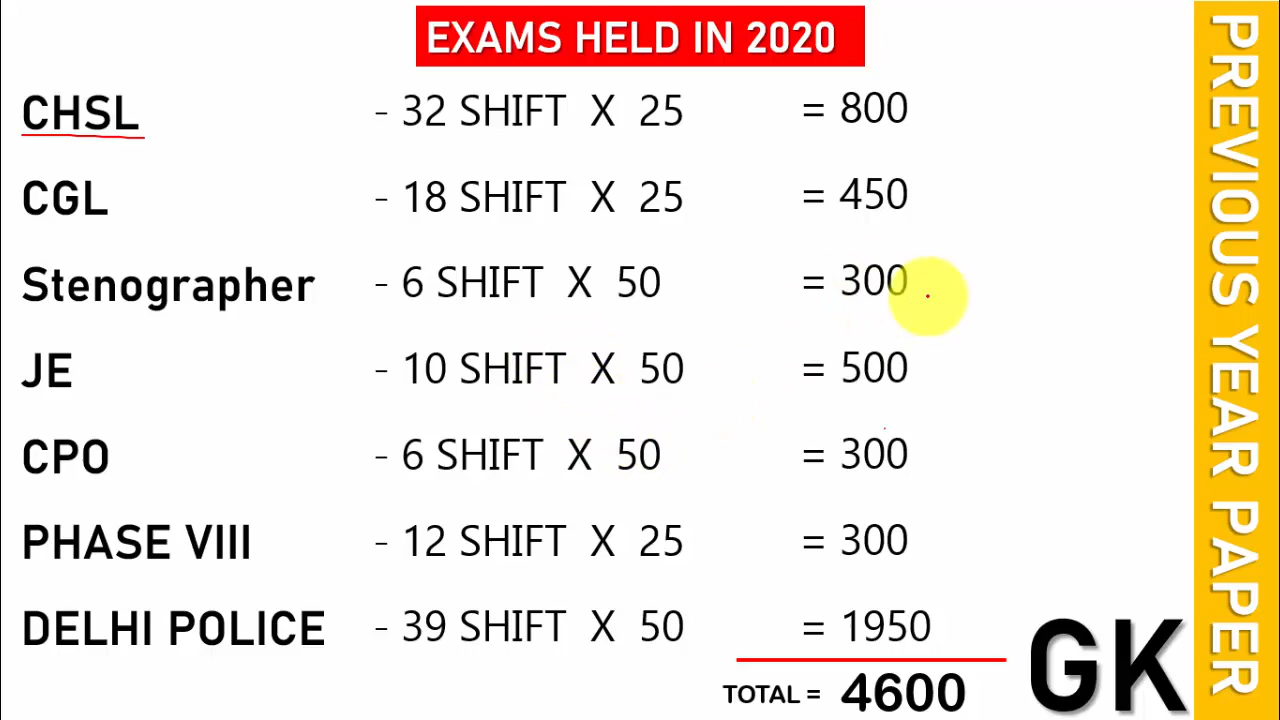 EXAMS HELD IN 2020
CHSL - 32 SHIFT X 25 = 800
CGL - 18 SHIFT X 25 = 450
Stenographer - 6 SHIFT X 50 = 300
JE - 10 SHIFT X 50 = 500
CPO - 6 SHIFT X 50 = 300
PHASE VIII - 12 SHIFT X 25 = 300
DELHI POLICE - 39 SHIFT X 50 = 1950
TOTAL = 4600
GK
PREVIOUS YEAR PAPER